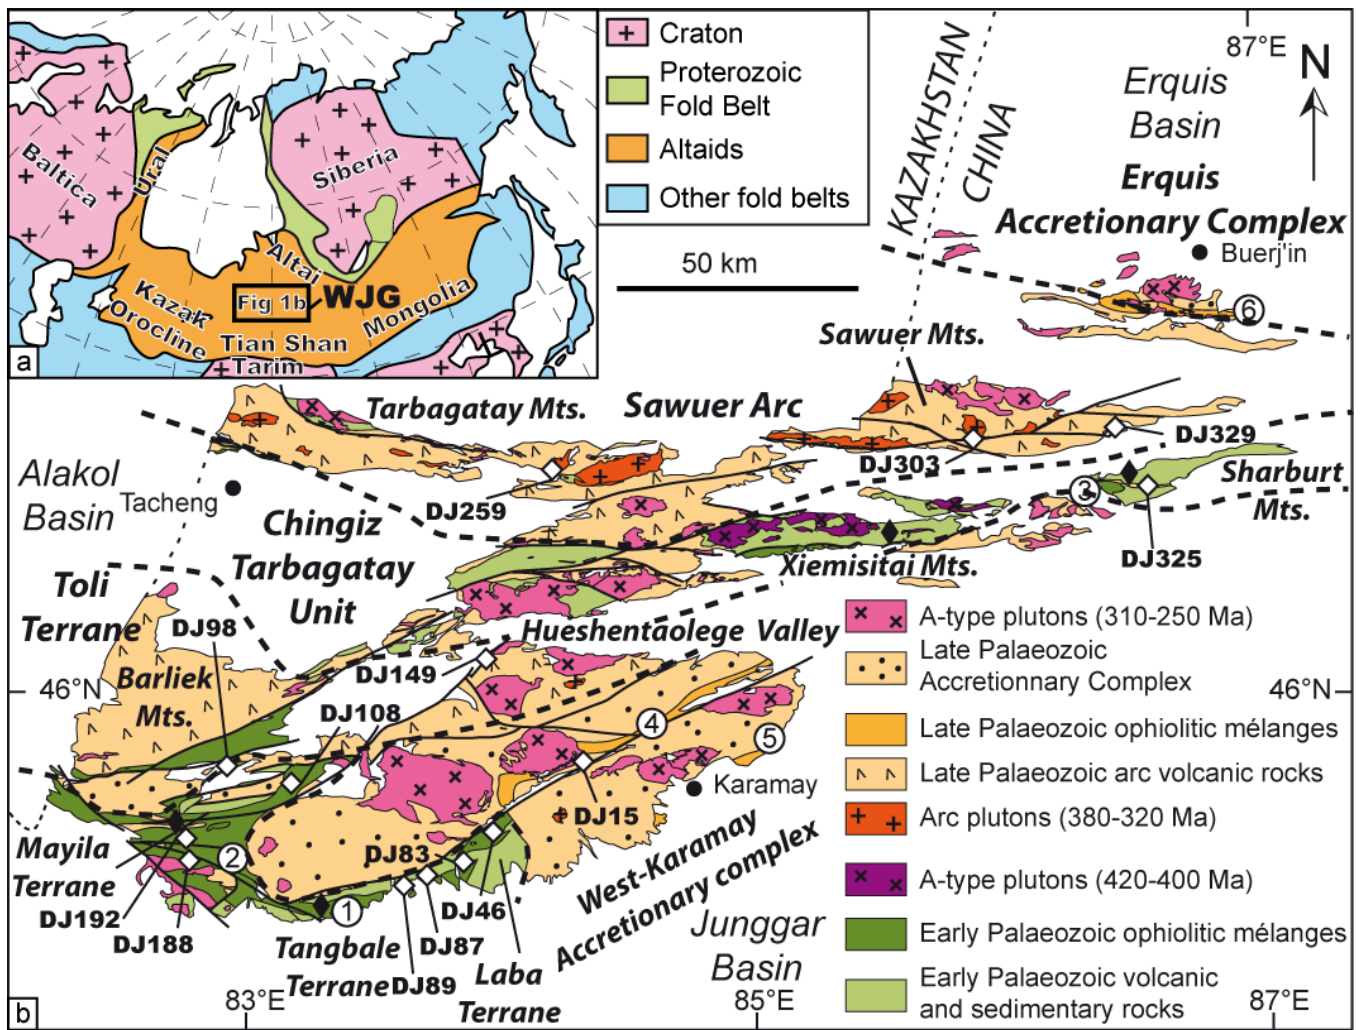 Craton
Proterozoic
Fold Belt
Altaids
Other fold belts
Baltica
Ural
Siberia
Altai
Kazak
Orocline
Fig 1b
WJG
Mongolia
Tian Shan
Tarim
a
KAZAKHSTAN
CHINA
87°E
N
Erquis
Basin
Erquis
Accretionary Complex
Buerj'in
50 km
6
Sawuer Mts.
Tarbagatay Mts.
Sawuer Arc
DJ329
DJ303
Alakol
Basin
Tacheng
DJ259
3
Sharburt
Mts.
Chingiz
Tarbagatay
Unit
DJ325
Xiemisitai Mts.
Toli
Terrane
DJ98
Hueshentaolege Valley
DJ149
Barliek
Mts.
46°N
46°N
DJ108
4
5
Karamay
DJ15
Mayila
Terrane
2
DJ83
West-Karamay
Accretionary complex
DJ192
DJ188
1
DJ46
Tangbale
Terrane
DJ87
DJ89
Laba
Terrane
Junggar
Basin
A-type plutons (310-250 Ma)
Late Palaeozoic
Accretionnary Complex
Late Palaeozoic ophiolitic mélanges
Late Palaeozoic arc volcanic rocks
Arc plutons (380-320 Ma)
A-type plutons (420-400 Ma)
Early Palaeozoic ophiolitic mélanges
Early Palaeozoic volcanic
and sedimentary rocks
b
83°E
85°E
87°E